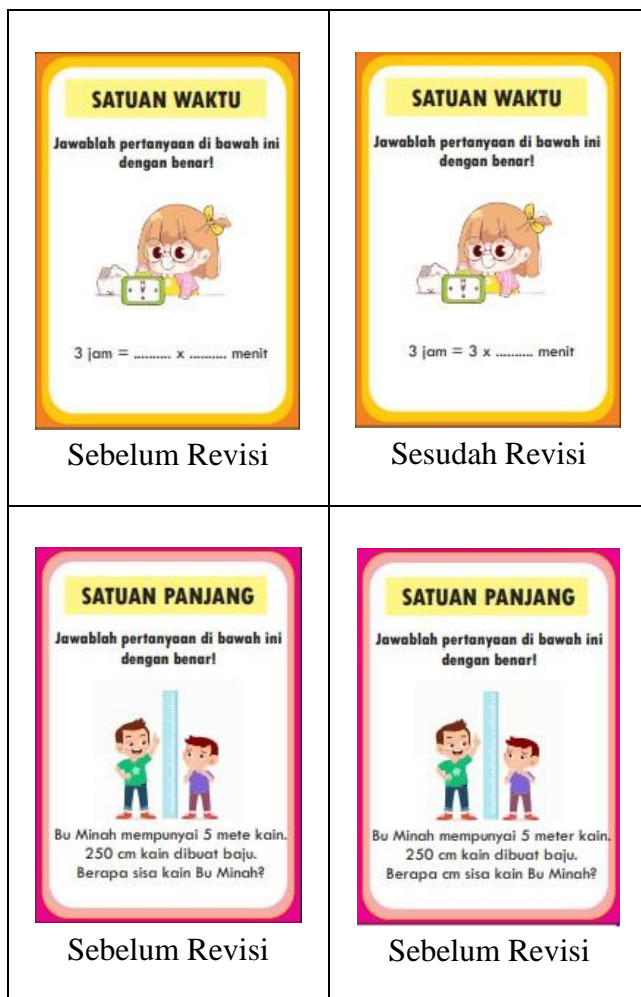 SATUAN WAKTU
Jawablah pertanyaan di bawah ini
dengan benar!
3 jam = .......... x .......... menit
Sebelum Revisi
SATUAN WAKTU
Jawablah pertanyaan di bawah ini
dengan benar!
3 jam = 3 x .......... menit
Sesudah Revisi
SATUAN PANJANG
Jawablah pertanyaan di bawah ini
dengan benar!
Bu Minah mempunyai 5 mete kain.
250 cm kain dibuat baju.
Berapa sisa kain Bu Minah?
Sebelum Revisi
SATUAN PANJANG
Jawablah pertanyaan di bawah ini
dengan benar!
Bu Minah mempunyai 5 meter kain.
250 cm kain dibuat baju.
Berapa cm sisa kain Bu Minah?
Sebelum Revisi